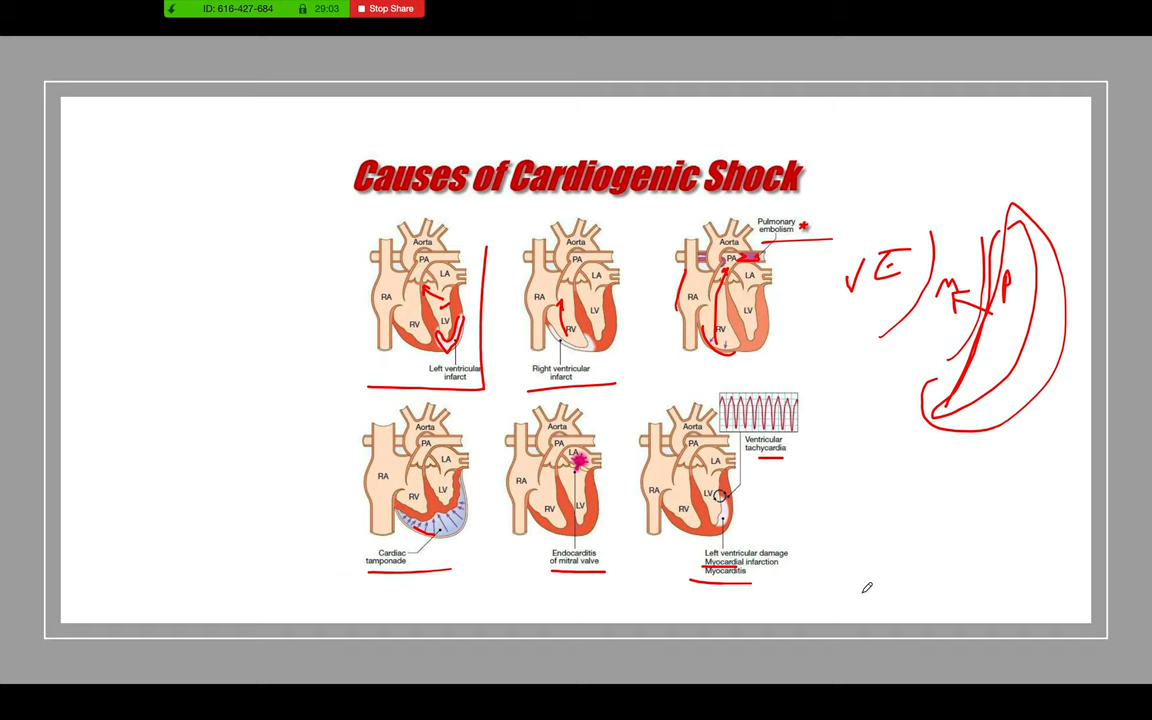 ID: 616-427-684
29:03
Stop Share
Causes of Cardiogenic Shock
Aorta
PA
LA
RA
LV
RV
Left ventricular
infarct
Aorta
PA
LA
RA
LV
RV
Right ventricular
infarct
Pulmonary
embolism *
Aorta
PA
LA
RA
LV
RV
Aorta
PA
LA
RA
LV
RV
Cardiac
tamponade
Aorta
PA
LA
RA
RV
LV
Endocarditis
of mitral valve
Ventricular
tachycardia
Aorta
PA
LA
RA
LV
RV
Left ventricular damage
Myocardial infarction
Myocarditis
E
M
P